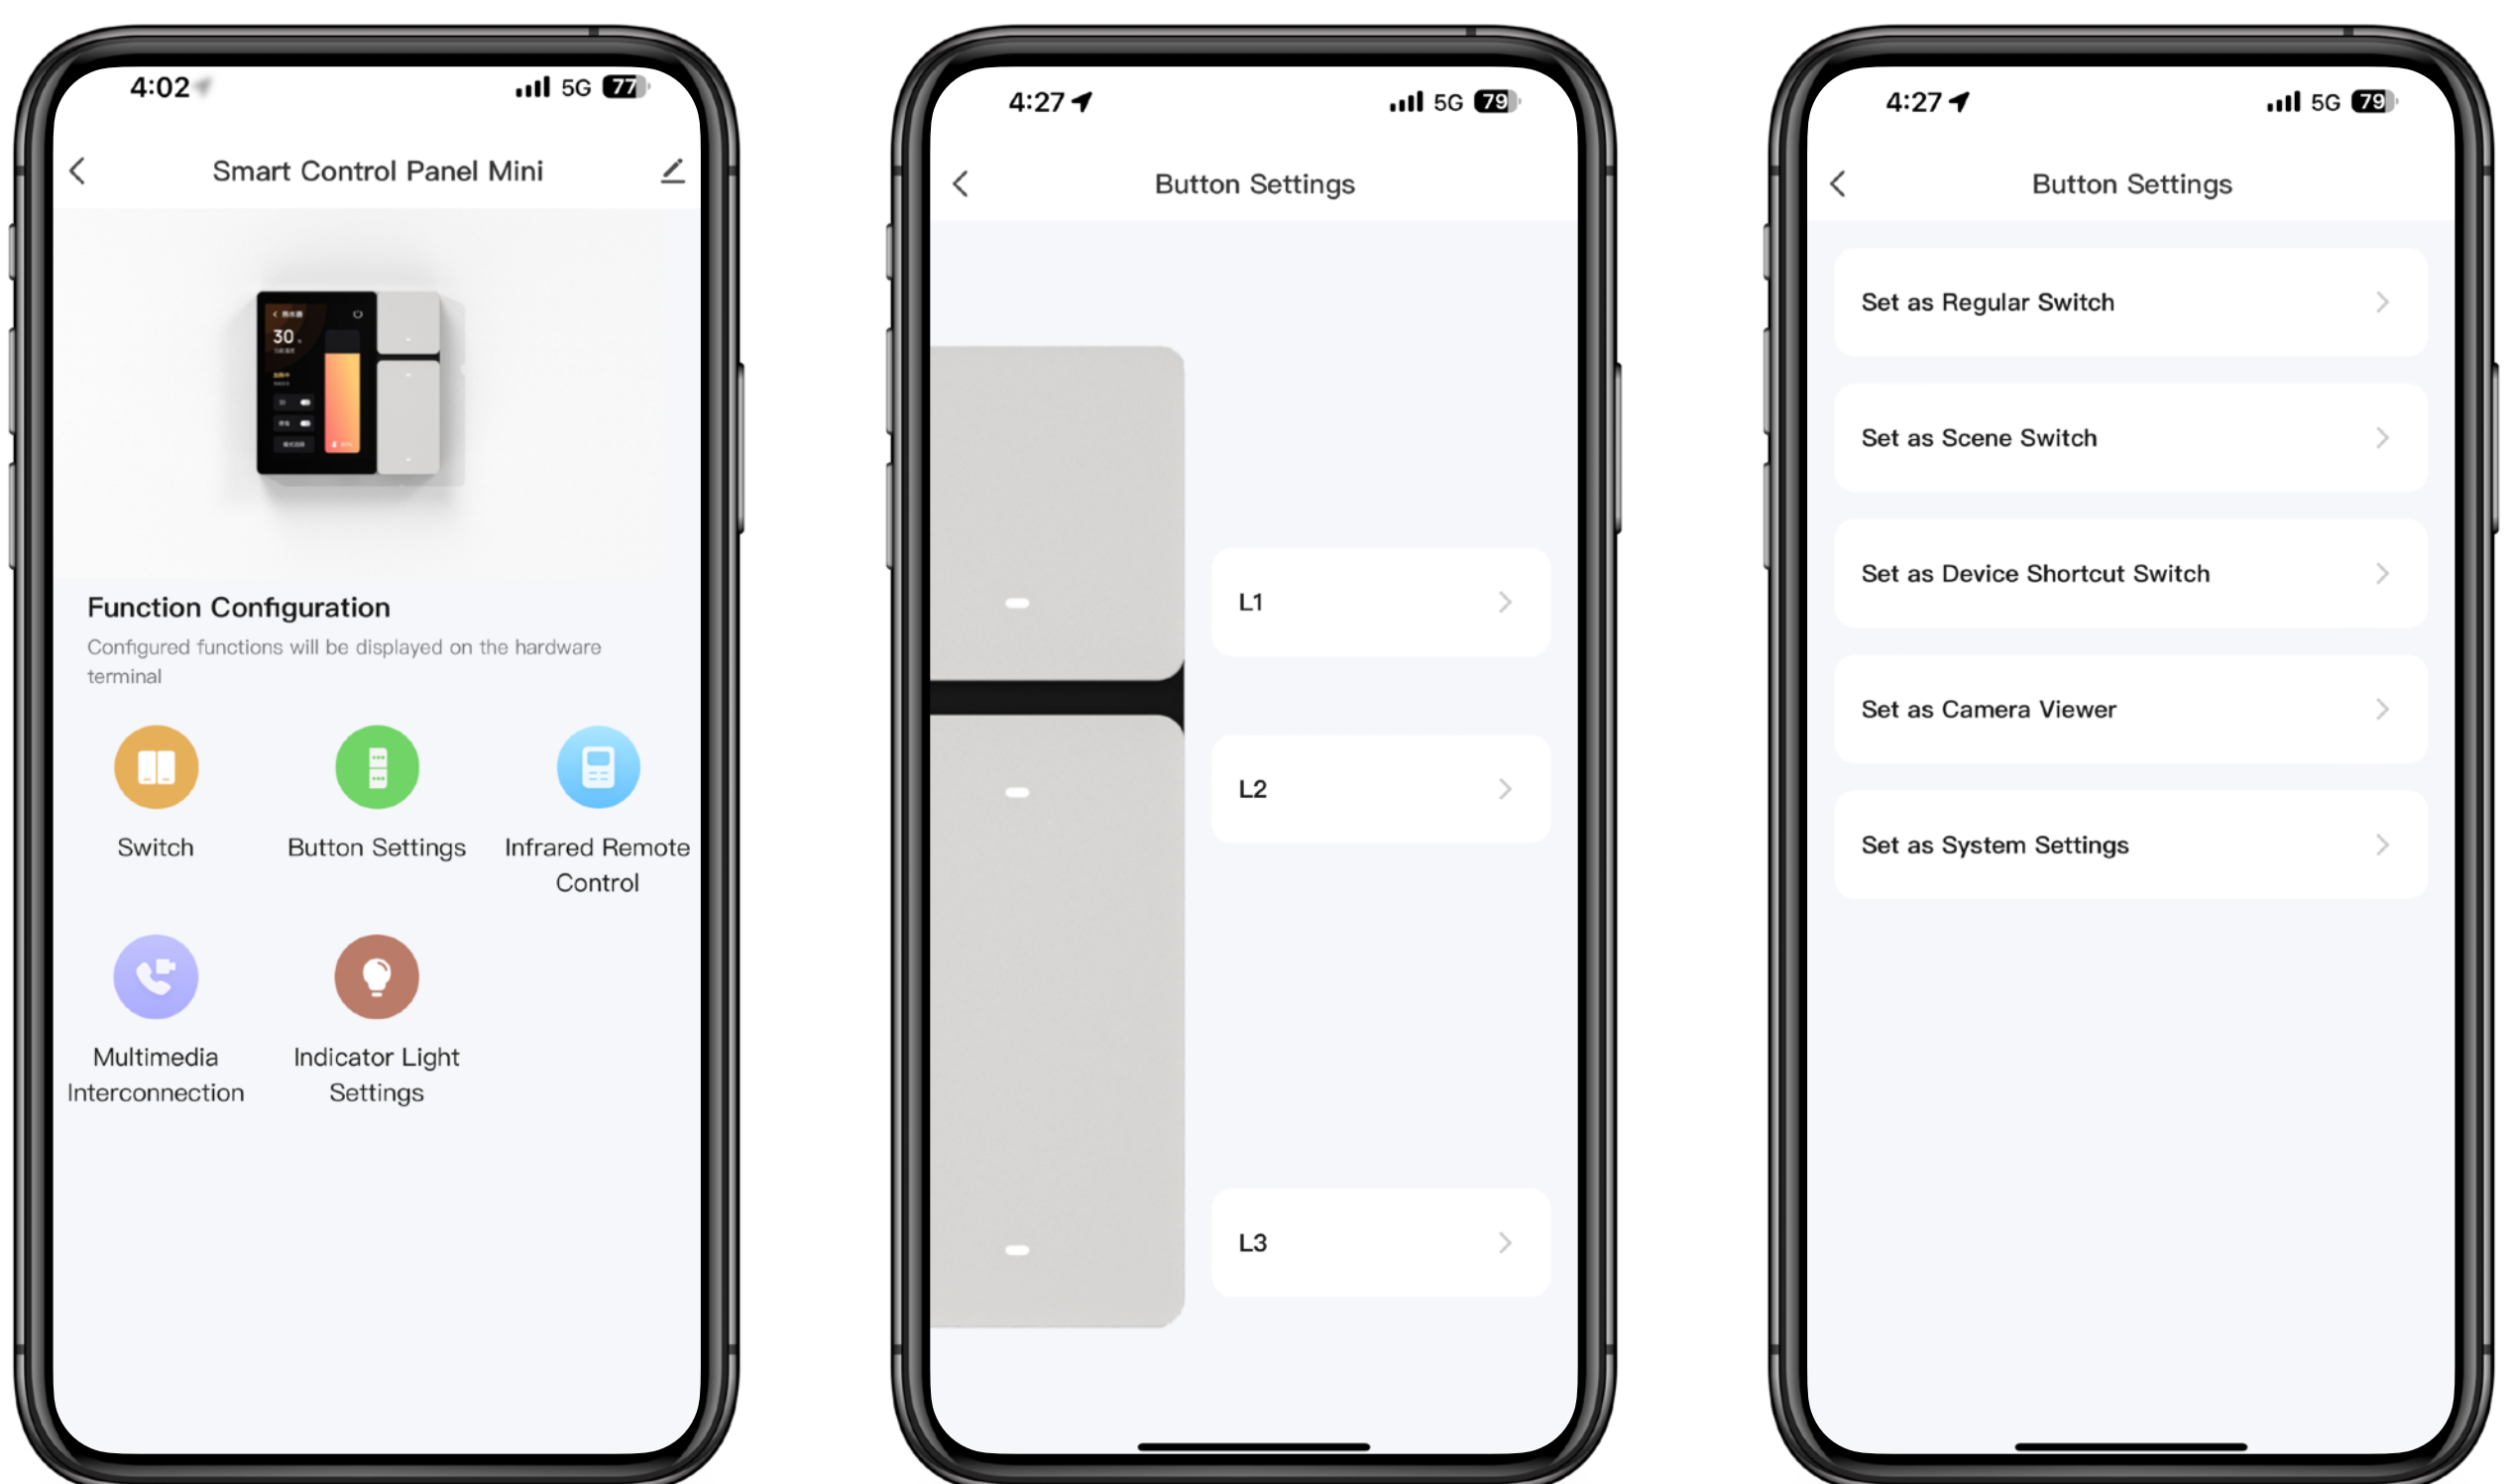 4:02
5G 77
Smart Control Panel Mini
30
Function Configuration
Configured functions will be displayed on the hardware
terminal
Switch
Button Settings
Infrared Remote
Control
Multimedia
Interconnection
Indicator Light
Settings
4:27
5G 79
Button Settings
L1
L2
L3
4:27
5G 79
Button Settings
Set as Regular Switch
Set as Scene Switch
Set as Device Shortcut Switch
Set as Camera Viewer
Set as System Settings